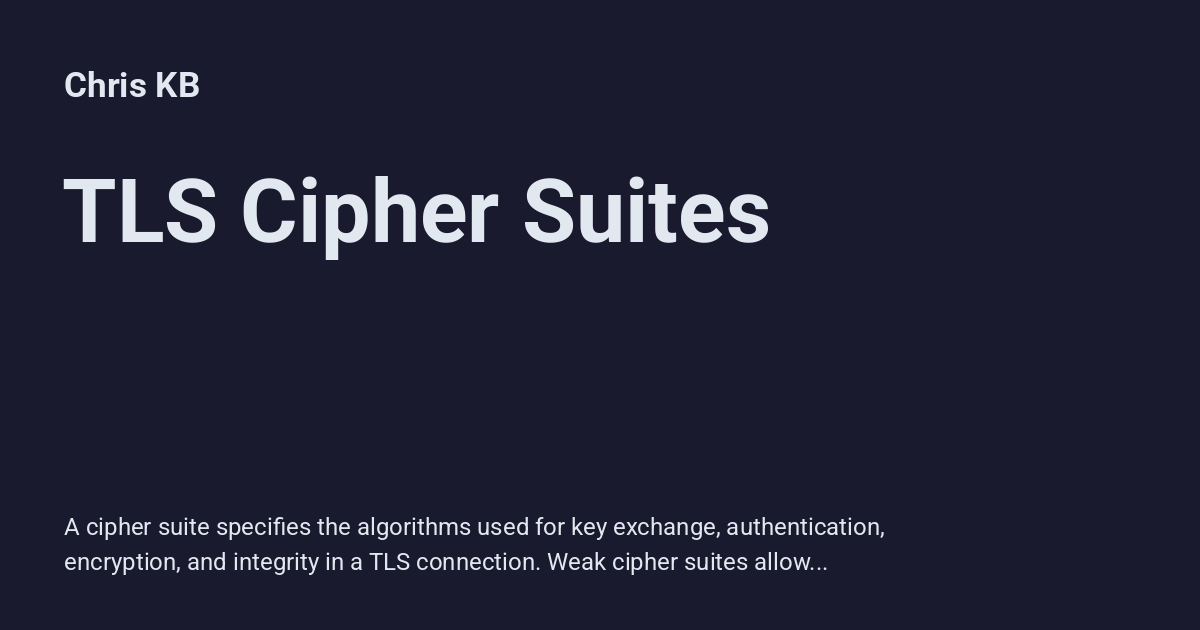 Chris KB
TLS Cipher Suites
A cipher suite specifies the algorithms used for key exchange, authentication,
encryption, and integrity in a TLS connection. Weak cipher suites allow...